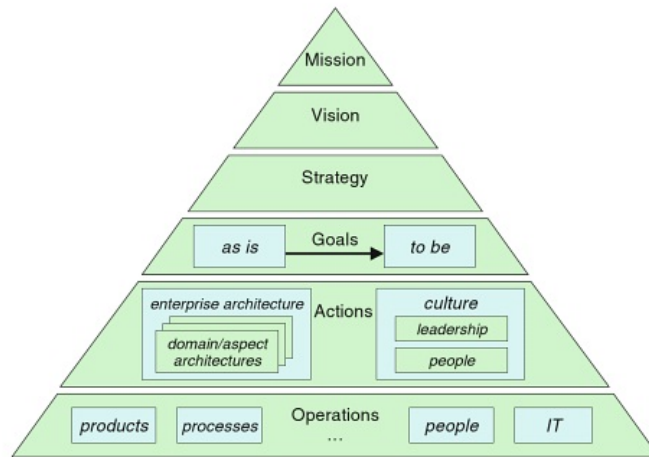 Mission
Vision
Strategy
as is
Goals
to be
enterprise architecture
domain/aspect
architectures
Actions
culture
leadership
people
Operations
products
processes
...
people
IT